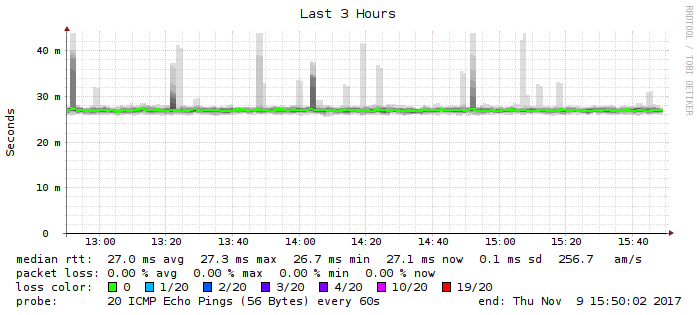 Last 3 Hours
RRDTOOL / TOBI OETIKER
Seconds
40 m
30 m
20 m
10 m
0
13:00 13:20 13:40 14:00 14:20 14:40 15:00 15:20 15:40
median rtt: 27.0 ms avg 27.3 ms max 26.7 ms min 27.1 ms now 0.1 ms sd 256.7 am/s
packet loss: 0.00 % avg 0.00 % max 0.00 % min 0.00 % now
loss color: 0 1/20 2/20 3/20 4/20 10/20 19/20
probe: 20 ICMP Echo Pings (56 Bytes) every 60s end: Thu Nov 9 15:50:02 2017